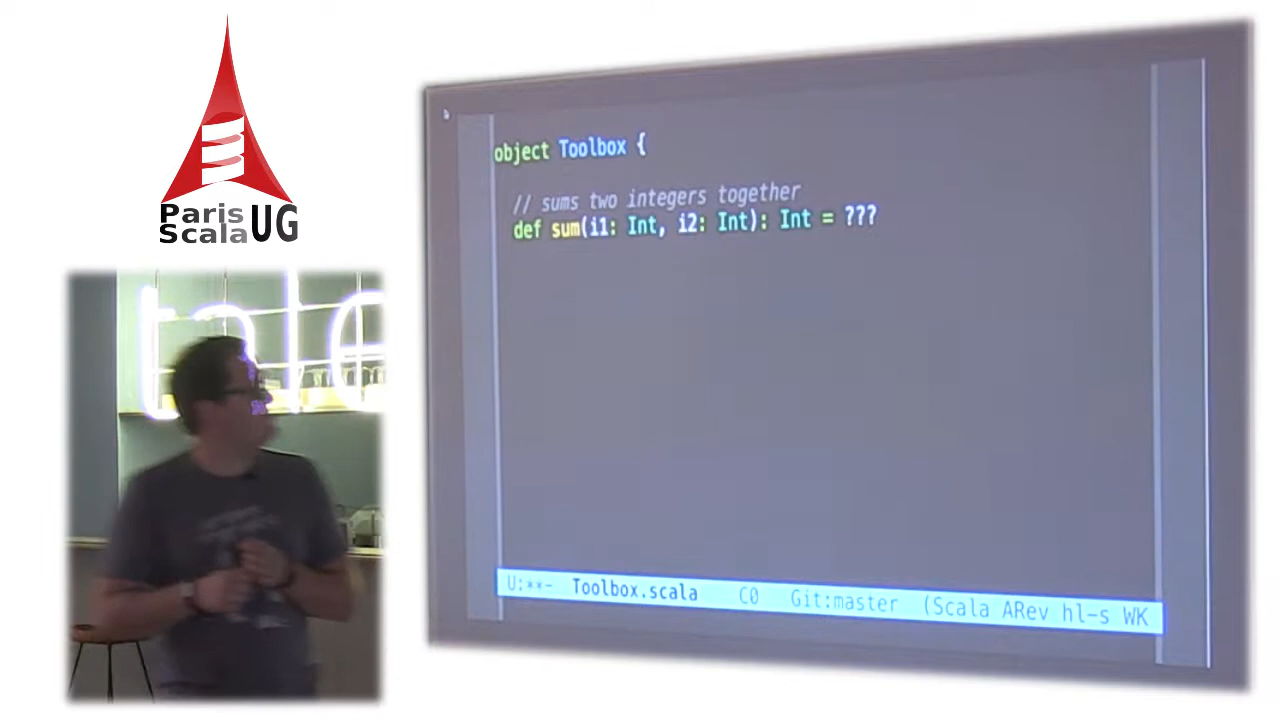 Paris
Scala UG
object Toolbox {
// sums two integers together
def sum(i1: Int, i2: Int): Int = ???
U:**- Toolbox.scala C0 Git:master (Scala ARev hl-s WK